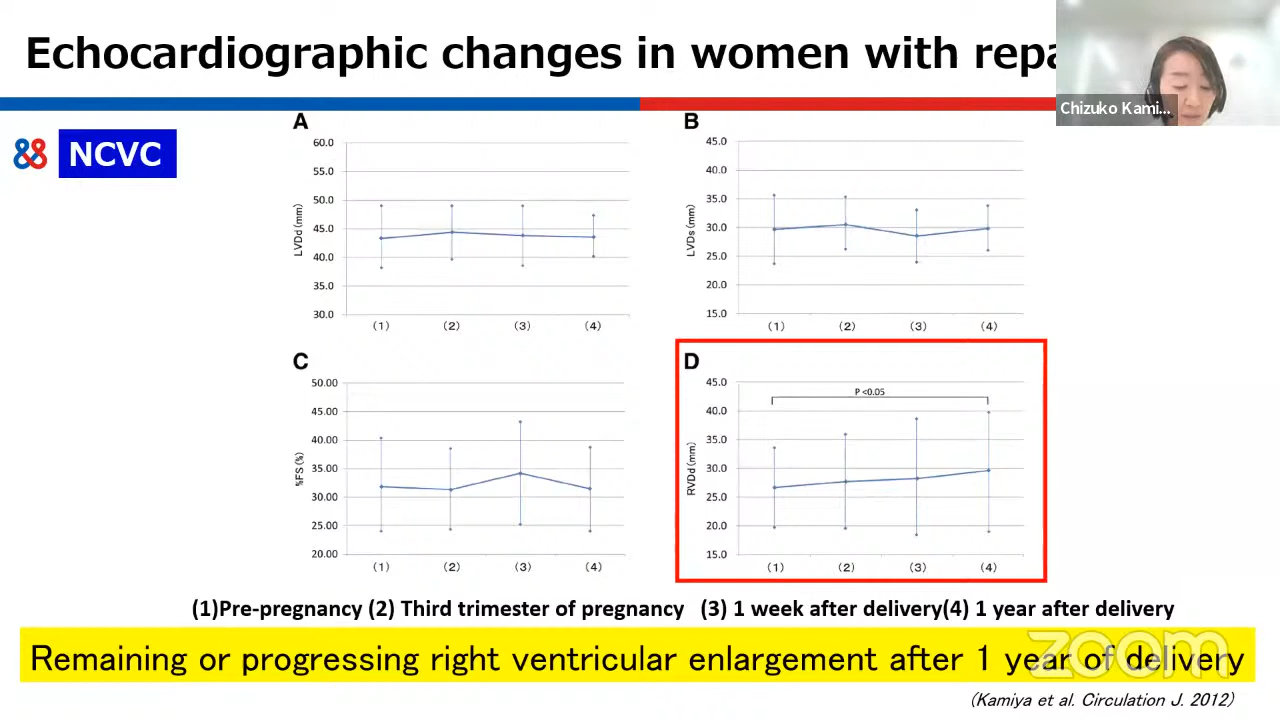 Echocardiographic changes in women with repa
Chizuko Kami...
NCVC
A
60.0
55.0
50.0
45.0
40.0
35.0
30.0
LVDd (mm)
(1) (2) (3) (4)
B
45.0
40.0
35.0
30.0
25.0
20.0
15.0
LVDs (mm)
(1) (2) (3) (4)
C
50.00
45.00
40.00
35.00
30.00
25.00
20.00
%FS (%)
(1) (2) (3) (4)
D
45.0
40.0
35.0
30.0
25.0
20.0
15.0
RVDd (mm)
P <0.05
(1) (2) (3) (4)
(1)Pre-pregnancy (2) Third trimester of pregnancy (3) 1 week after delivery(4) 1 year after delivery
Remaining or progressing right ventricular enlargement after 1 year of delivery
zoom
(Kamiya et al. Circulation J. 2012)